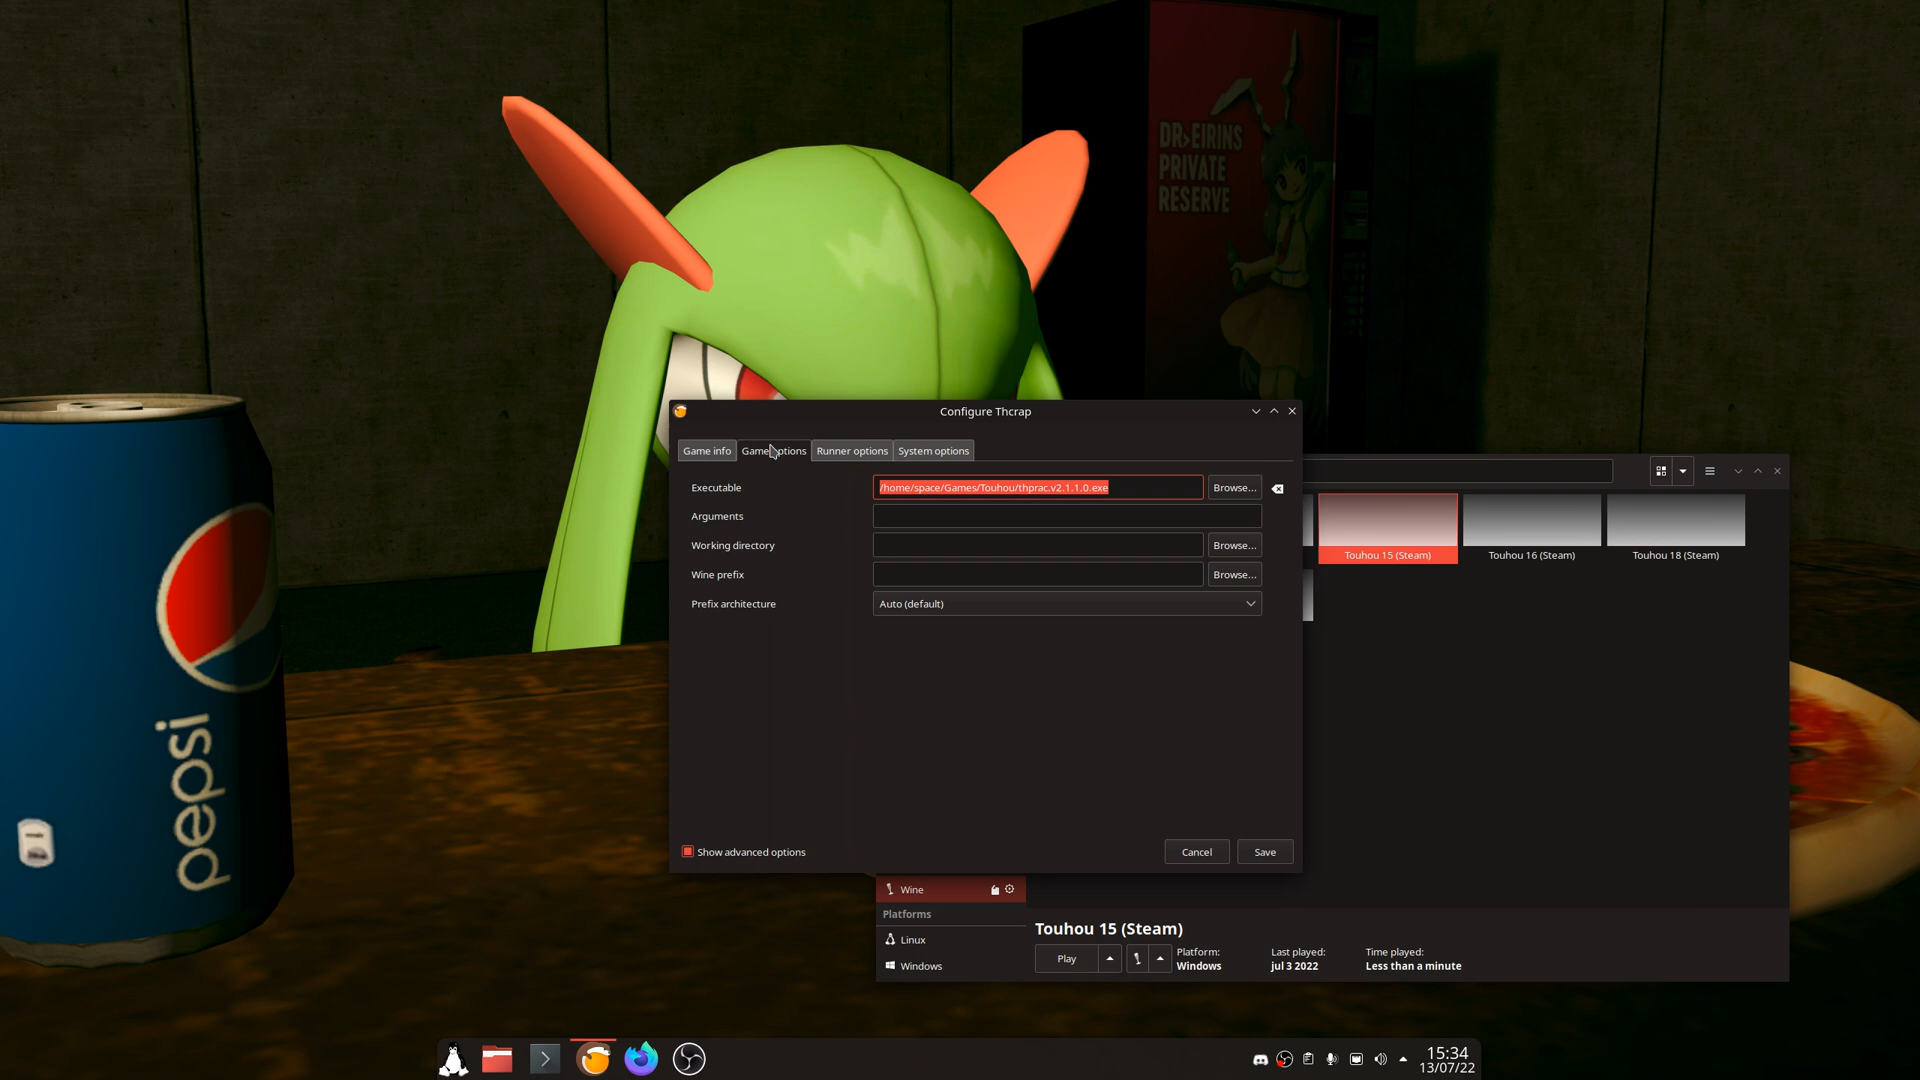 DR>EIRINS
PRIVATE
RESERVE
pepsi
Configure Thcrap
Game info
Game options
Runner options
System options
Executable
/home/space/Games/Touhou/thprac.v2.1.1.0.exe
Browse...
Arguments
Working directory
Browse...
Wine prefix
Browse...
Prefix architecture
Auto (default)
Show advanced options
Cancel
Save
Touhou 15 (Steam)
Touhou 16 (Steam)
Touhou 18 (Steam)
Wine
Platforms
Linux
Windows
Touhou 15 (Steam)
Play
Platform:
Windows
Last played:
jul 3 2022
Time played:
Less than a minute
15:34
13/07/22